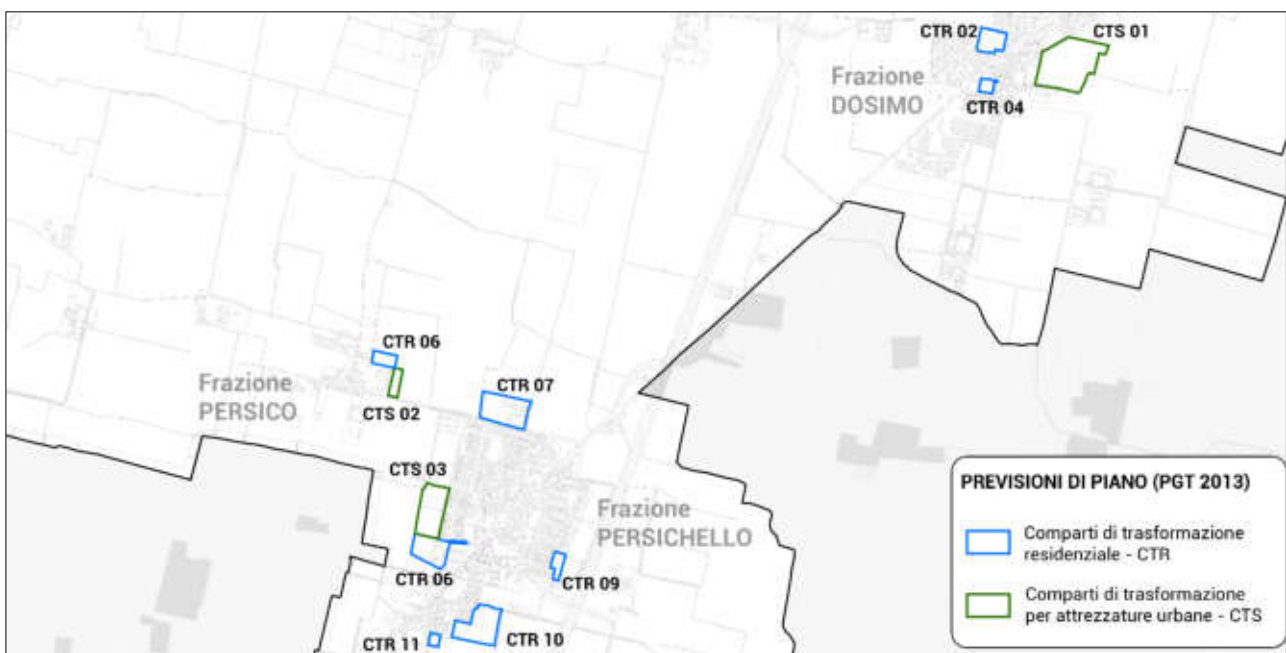 CTR 02
CTS 01
Frazione
DOSIMO
CTR 04
CTR 06
Frazione
PERSICO
CTS 02
CTR 07
CTS 03
Frazione
PERSICHELLO
CTR 06
CTR 09
CTR 11
CTR 10
PREVISIONI DI PIANO (PGT 2013)
Comparti di trasformazione
residenziale - CTR
Comparti di trasformazione
per attrezzature urbane - CTS